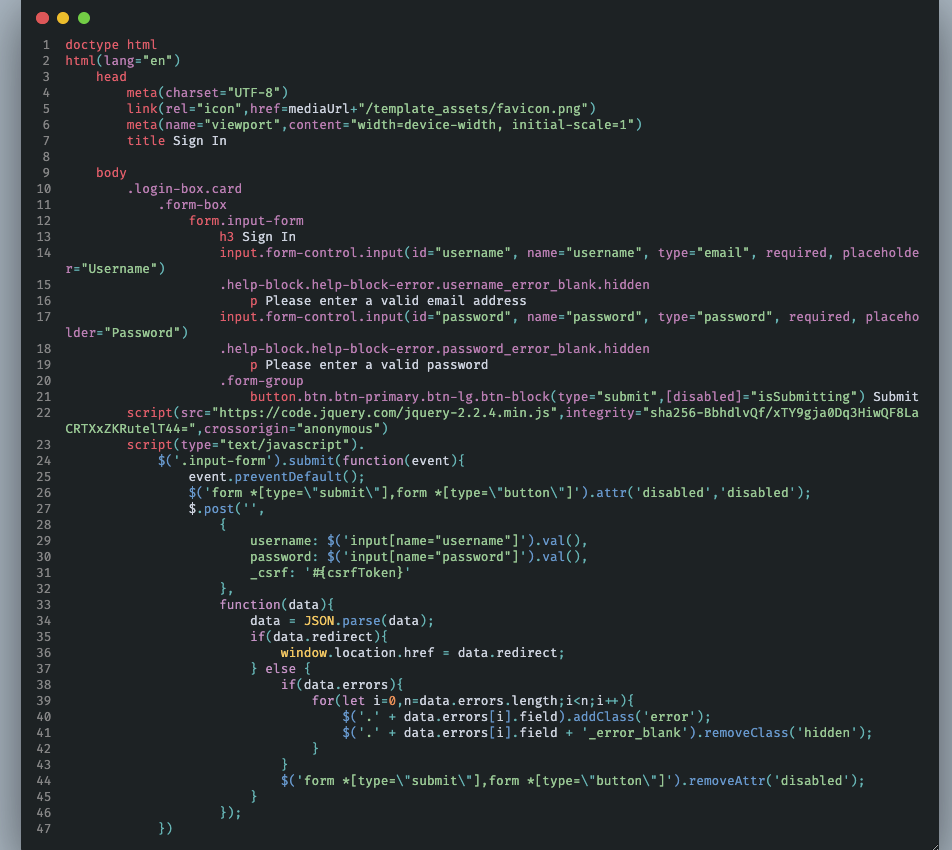 1 doctype html
2 html(lang="en")
3     head
4         meta(charset="UTF-8")
5         link(rel="icon",href=mediaUrl+"/template_assets/favicon.png")
6         meta(name="viewport",content="width=device-width, initial-scale=1")
7         title Sign In
8
9     body
10         .login-box.card
11             .form-box
12                 form.input-form
13                     h3 Sign In
14                     input.form-control.input(id="username", name="username", type="email", required, placeholde
r="Username")
15                     .help-block.help-block-error.username_error_blank.hidden
16                         p Please enter a valid email address
17                     input.form-control.input(id="password", name="password", type="password", required, placeho
lder="Password")
18                     .help-block.help-block-error.password_error_blank.hidden
19                         p Please enter a valid password
20                     .form-group
21                         button.btn.btn-primary.btn-lg.btn-block(type="submit",[disabled]="isSubmitting") Submit
22         script(src="https://code.jquery.com/jquery-2.2.4.min.js",integrity="sha256-BbhdlvQf/xTY9gja0Dq3HiwQF8La
CRTXxZKRutelT44=",crossorigin="anonymous")
23         script(type="text/javascript").
24             $('.input-form').submit(function(event){
25                 event.preventDefault();
26                 $('form *[type=\"submit\"],form *[type=\"button\"]').attr('disabled','disabled');
27                 $.post('',
28                     {
29                         username: $('input[name="username"]').val(),
30                         password: $('input[name="password"]').val(),
31                         _csrf: '#{csrfToken}'
32                     },
33                     function(data){
34                         data = JSON.parse(data);
35                         if(data.redirect){
36                             window.location.href = data.redirect;
37                         } else {
38                             if(data.errors){
39                                 for(let i=0,n=data.errors.length;i<n;i++){
40                                     $('.' + data.errors[i].field).addClass('error');
41                                     $('.' + data.errors[i].field + '_error_blank').removeClass('hidden');
42                                 }
43                             }
44                             $('form *[type=\"submit\"],form *[type=\"button\"]').removeAttr('disabled');
45                         }
46                     });
47             })